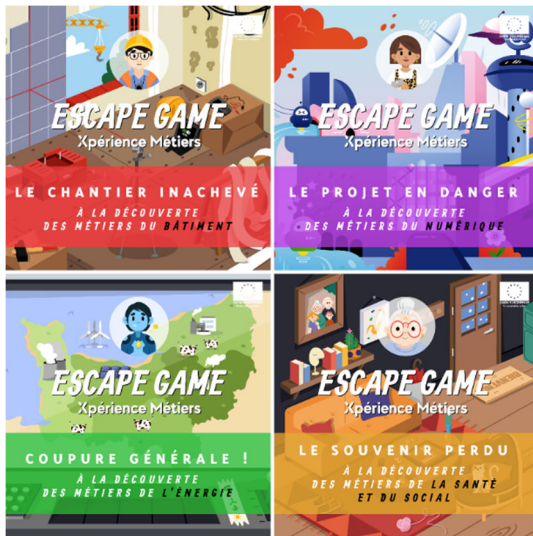 ESCAPE GAME
Xpérience Métiers
LE CHANTIER INACHEVÉ
À LA DÉCOUVERTE
DES MÉTIERS DU BÂTIMENT
ESCAPE GAME
Xpérience Métiers
LE PROJET EN DANGER
À LA DÉCOUVERTE
DES MÉTIERS DU NUMÉRIQUE
ESCAPE GAME
Xpérience Métiers
COUPURE GÉNÉRALE !
À LA DÉCOUVERTE
DES MÉTIERS DE L'ÉNERGIE
ESCAPE GAME
Xpérience Métiers
LE SOUVENIR PERDU
À LA DÉCOUVERTE
DES MÉTIERS DE LA SANTÉ
ET DU SOCIAL